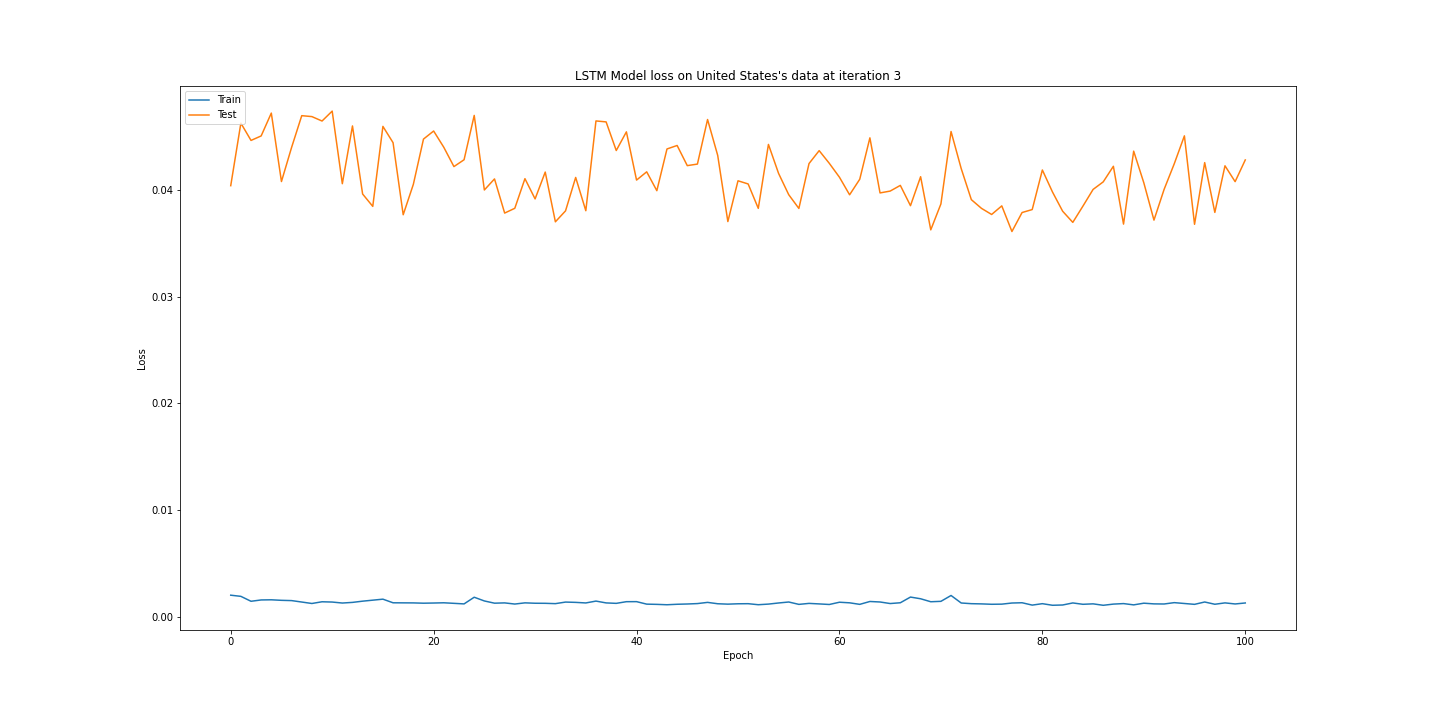 LSTM Model loss on United States's data at iteration 3
Train
Test
0.04
0.03
0.02
0.01
0.00
Loss
0 20 40 60 80 100
Epoch